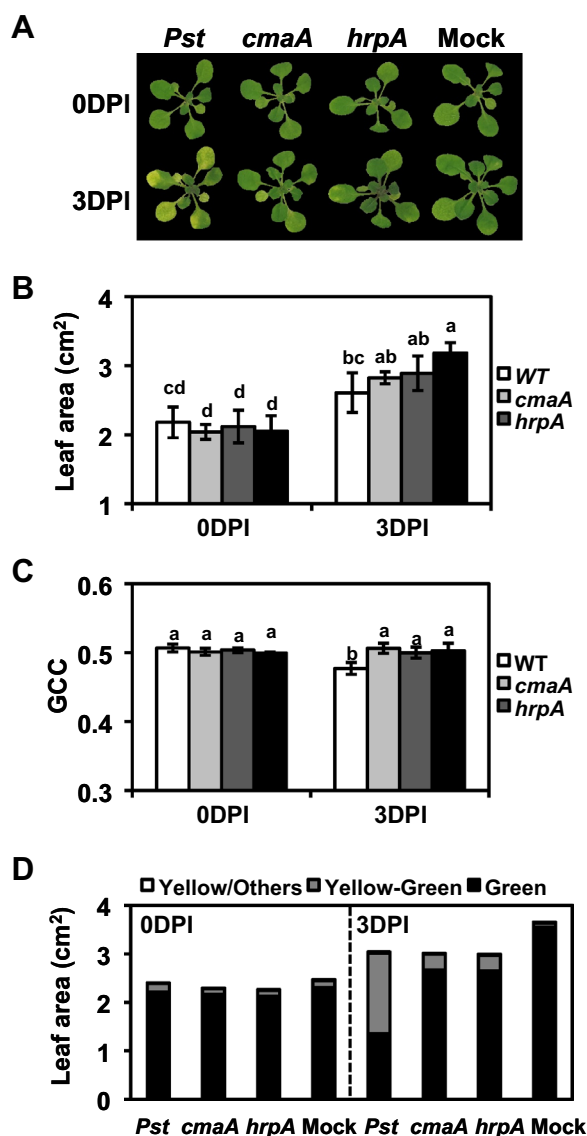 A
Pst cmaA hrpA Mock
0DPI
3DPI
B
Leaf area (cm²)
4
3
2
1
cd d d d
bc ab ab a
0DPI 3DPI
WT
cmaA
hrpA
C
GCC
0.6
0.5
0.4
0.3
a a a a
b a a a
0DPI 3DPI
WT
cmaA
hrpA
D
Yellow/Others Yellow-Green Green
Leaf area (cm²)
4
3
2
1
0
0DPI 3DPI
Pst cmaA hrpA Mock Pst cmaA hrpA Mock